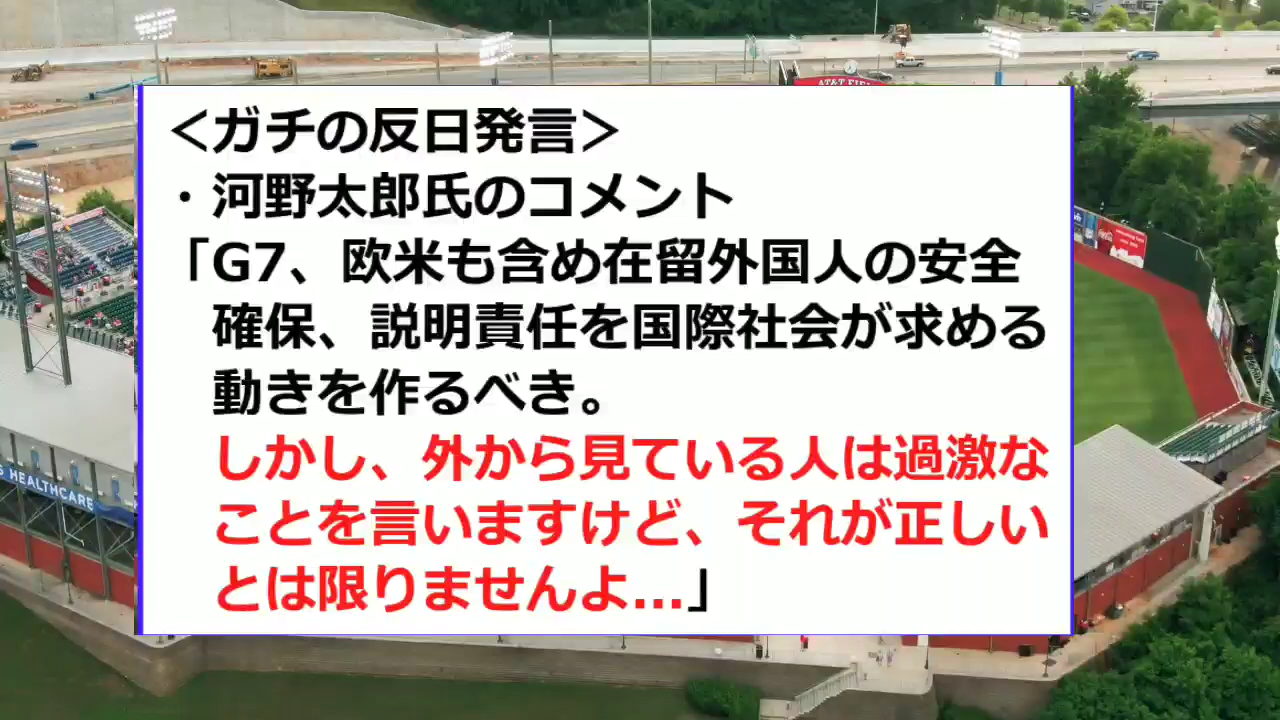 AT&T FIEL
＜ガチの反日発言＞
・河野太郎氏のコメント
「G7、欧米も含め在留外国人の安全
確保、説明責任を国際社会が求める
動きを作るべき。
しかし、外から見ている人は過激な
ことを言いますけど、それが正しい
とは限りませんよ…」
HEALTHCARE